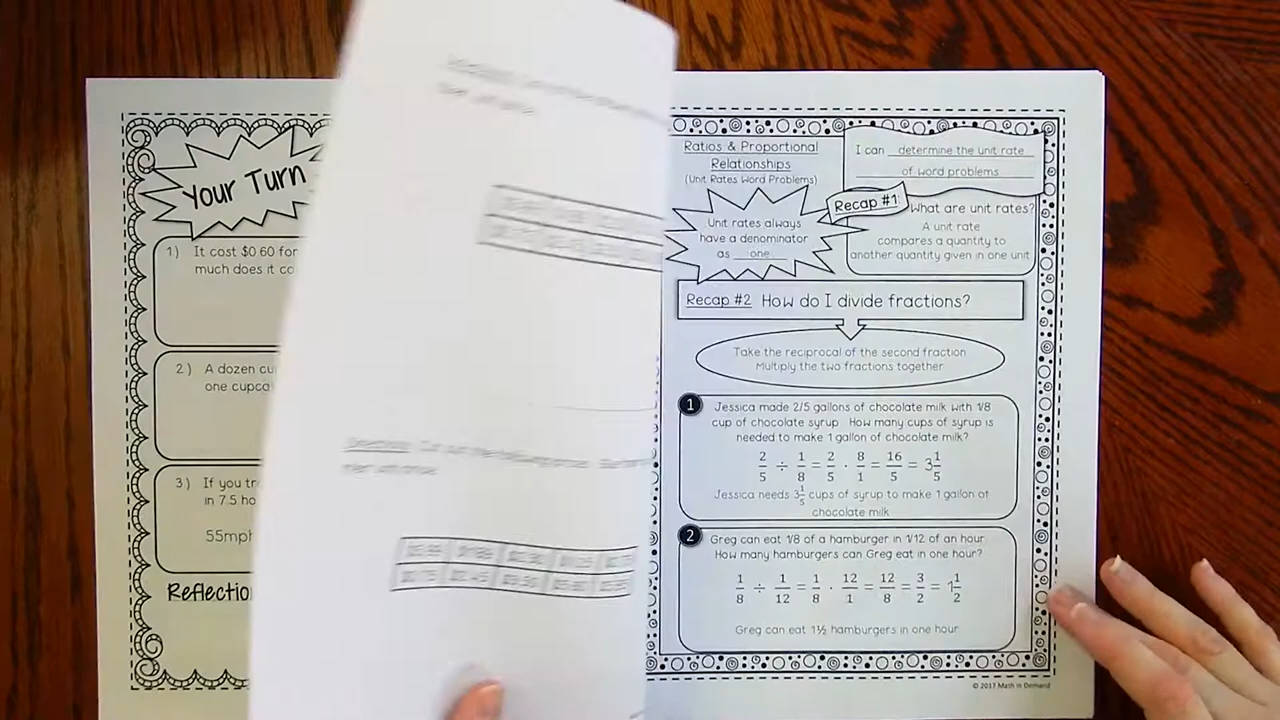 Your Turn
1) It cost $0.60 for
much does it co
2) A dozen cu
one cupca
3) If you tr
in 7.5 ho
55mph
Reflectio
Ratios & Proportional
Relationships
(Unit Rates Word Problems)
I can determine the unit rate
of word problems
Unit rates always
have a denominator
as one
Recap #1:
What are unit rates?
A unit rate
compares a quantity to
another quantity given in one unit
Recap #2 How do I divide fractions?
Take the reciprocal of the second fraction
Multiply the two fractions together
1 Jessica made 2/5 gallons of chocolate milk with 1/8
cup of chocolate syrup How many cups of syrup is
needed to make 1 gallon of chocolate milk?
2/5 ÷ 1/8 = 2/5 · 8/1 = 16/5 = 3 1/5
Jessica needs 3 1/5 cups of syrup to make 1 gallon of
chocolate milk
2 Greg can eat 1/8 of a hamburger in 1/12 of an hour
How many hamburgers can Greg eat in one hour?
1/8 ÷ 1/12 = 1/8 · 12/1 = 12/8 = 3/2 = 1 1/2
Greg can eat 1½ hamburgers in one hour
© 2017 Math in Demand